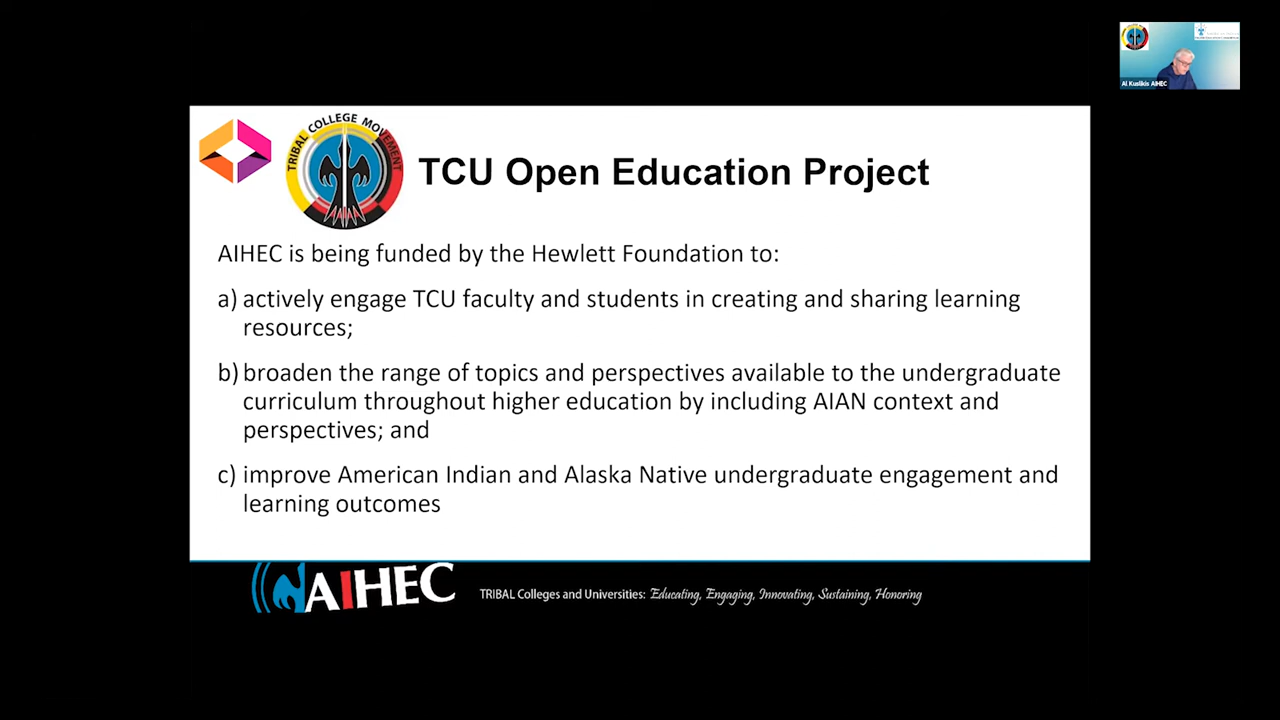 Al Kuslikis AIHEC
TRIBAL COLLEGE MOVEMENT
TCU Open Education Project
AIHEC is being funded by the Hewlett Foundation to:
a) actively engage TCU faculty and students in creating and sharing learning
resources;
b) broaden the range of topics and perspectives available to the undergraduate
curriculum throughout higher education by including AIAN context and
perspectives; and
c) improve American Indian and Alaska Native undergraduate engagement and
learning outcomes
AIHEC
TRIBAL Colleges and Universities: Educating, Engaging, Innovating, Sustaining, Honoring